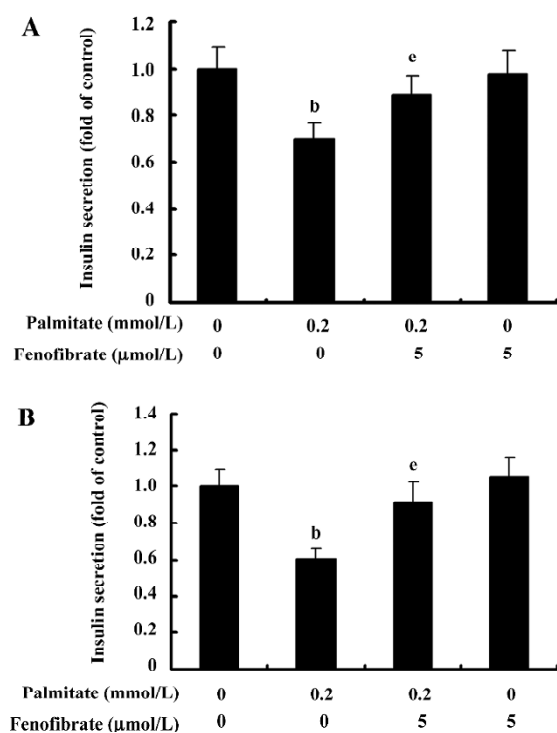 A
Insulin secretion (fold of control)
1.2
1.0
0.8
0.6
0.4
0.2
0
b
e
Palmitate (mmol/L) 0 0.2 0.2 0
Fenofibrate (μmol/L) 0 0 5 5
B
Insulin secretion (fold of control)
1.4
1.2
1.0
0.8
0.6
0.4
0.2
0
b
e
Palmitate (mmol/L) 0 0.2 0.2 0
Fenofibrate (μmol/L) 0 0 5 5